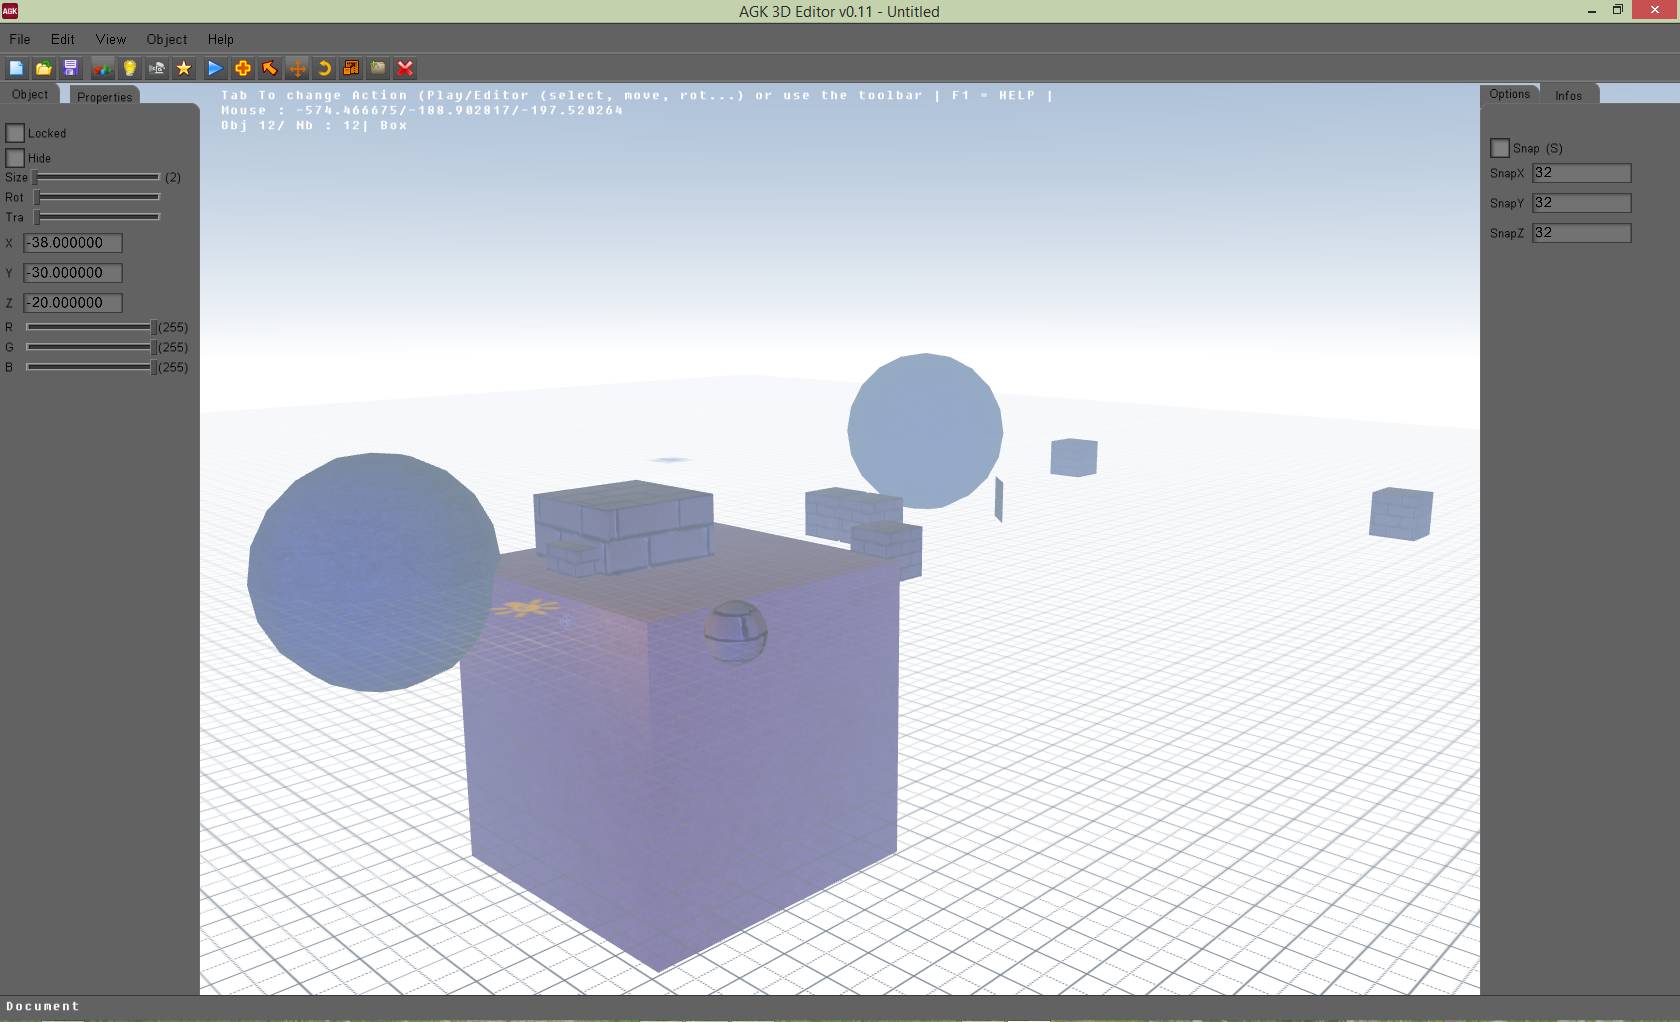 AGK AGK 3D Editor v0.11 - Untitled
File Edit View Object Help
Object Properties
Tab To change Action (Play/Editor (select, move, rot...) or use the toolbar | F1 = HELP |
Mouse : -574.466675/-188.902817/-197.520264
Obj 12/ Nb : 12| Box
Options Infos
Locked
Hide
Size (2)
Rot
Tra
X -38.000000
Y -30.000000
Z -20.000000
R (255)
G (255)
B (255)
Snap (S)
SnapX 32
SnapY 32
SnapZ 32
Document